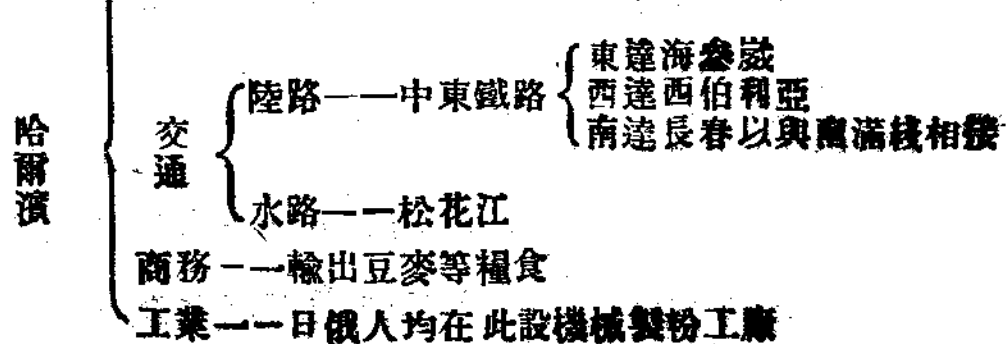 哈爾濱
交通
陸路——中東鐵路
東達海參崴
西達西伯利亞
南達長春以與南滿綫相接
水路——松花江
商務——輸出豆麥等糧食
工業——日俄人均在此設機械製粉工廠